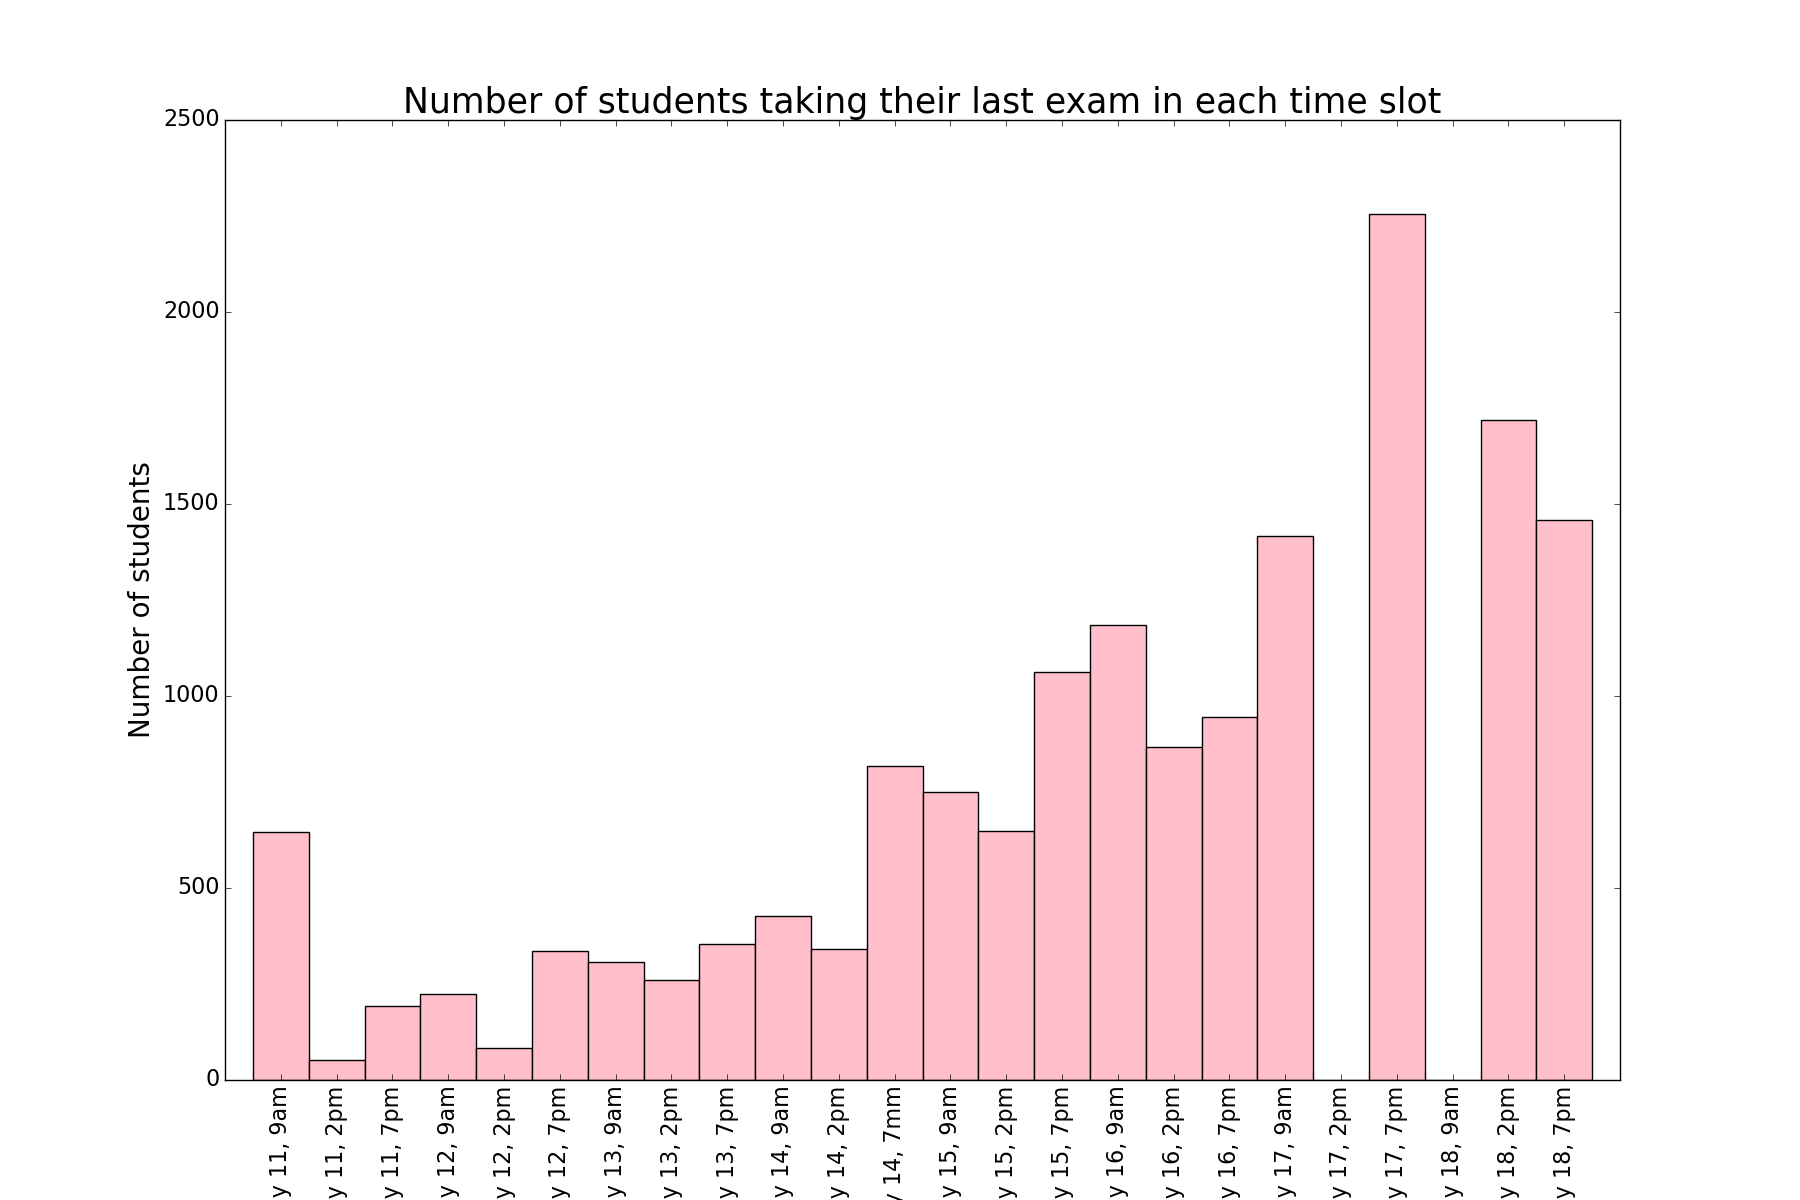 Number of students taking their last exam in each time slot
2500
2000
1500
1000
500
0
Number of students
y 11, 9am
y 11, 2pm
y 11, 7pm
y 12, 9am
y 12, 2pm
y 12, 7pm
y 13, 9am
y 13, 2pm
y 13, 7pm
y 14, 9am
y 14, 2pm
y 14, 7mm
y 15, 9am
y 15, 2pm
y 15, 7pm
y 16, 9am
y 16, 2pm
y 16, 7pm
y 17, 9am
y 17, 2pm
y 17, 7pm
y 18, 9am
y 18, 2pm
y 18, 7pm